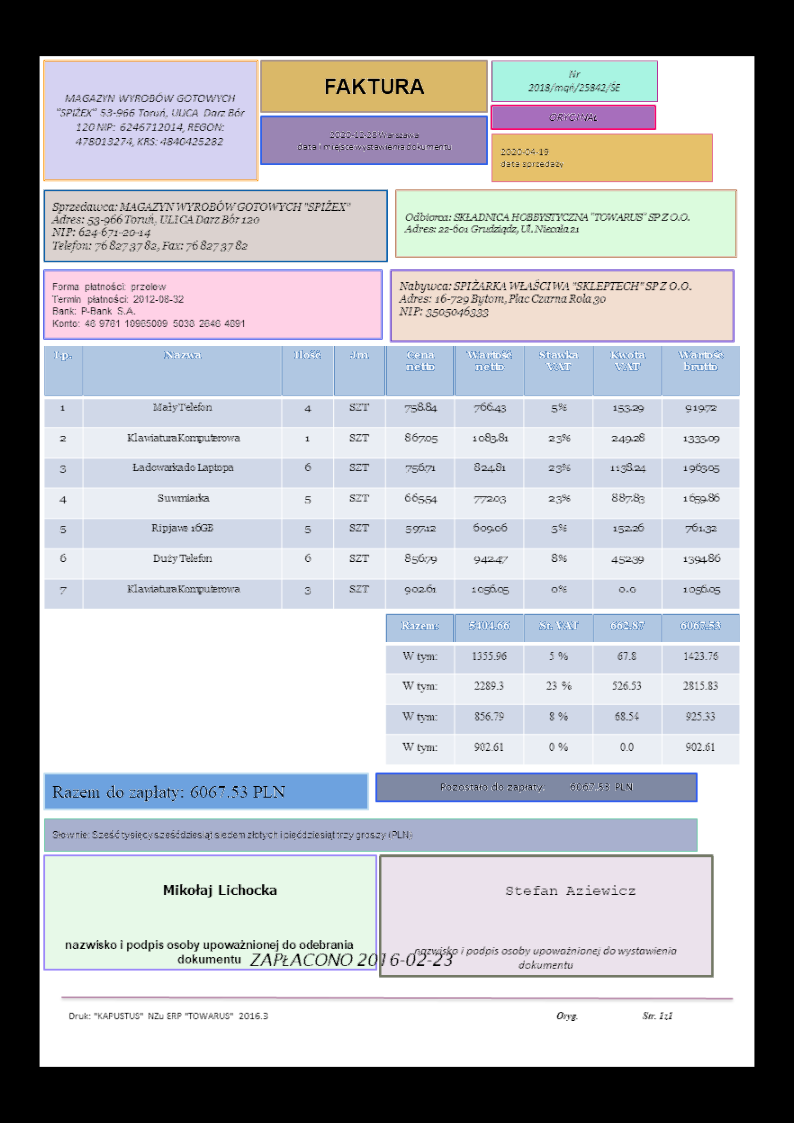 MAGAZYN WYROBÓW GOTOWYCH
"SPIŻEX" 53-966 Toruń, ULICA Darz Bór
120 NIP: 6246712014, REGON:
478013274, KRS: 4840425282
FAKTURA
2020-12-28 Warszawa
data i miejsce wystawienia dokumentu
Nr
2018/mąń/25842/ŚE
ORYGINAŁ
2020-04-19
data sprzedaży
Sprzedawca: MAGAZYN WYROBÓW GOTOWYCH "SPIŻEX"
Adres: 53-966 Toruń, ULICA Darz Bór 120
NIP: 624-671-20-14
Telefon: 76 827 37 82, Fax: 76 827 37 82
Odbiorca: SKŁADNICA HOBBYSTYCZNA "TOWARUS" SP Z O.O.
Adres: 22-601 Grudziądz, Ul. Niecała 21
Forma płatności: przelew
Termin płatności: 2012-08-32
Bank: P-Bank S.A.
Konto: 48 9781 10985009 5038 2646 4891
Nabywca: SPIŻARKA WŁAŚCIWA "SKLEPTECH" SP Z O.O.
Adres: 16-729 Bytom, Plac Czarna Rola 30
NIP: 3505046333
Lp. Nazwa Ilość Jm. Cena netto Wartość netto Stawka VAT Kwota VAT Wartość brutto
1 Mały Telefon 4 SZT 758.84 766.43 5% 153.29 919.72
2 Klawiatura Komputerowa 1 SZT 867.05 1083.81 23% 249.28 1333.09
3 Ładowarka do Laptopa 6 SZT 756.71 824.81 23% 1138.24 1963.05
4 Suwmiarka 5 SZT 665.54 772.03 23% 887.83 1659.86
5 Ripjaws 16GB 5 SZT 597.12 609.06 5% 152.26 761.32
6 Duży Telefon 6 SZT 856.79 942.47 8% 452.39 1394.86
7 Klawiatura Komputerowa 3 SZT 902.61 1056.05 0% 0.0 1056.05
Razem: 5404.66 St. VAT 662.87 6067.53
W tym: 1355.96 5 % 67.8 1423.76
W tym: 2289.3 23 % 526.53 2815.83
W tym: 856.79 8 % 68.54 925.33
W tym: 902.61 0 % 0.0 902.61
Razem do zapłaty: 6067.53 PLN
Pozostało do zapłaty: 6067.53 PLN
Słownie: Sześć tysięcy sześćdziesiąt siedem złotych i pięćdziesiąt trzy groszy (PLN)
Mikołaj Lichocka
nazwisko i podpis osoby upoważnionej do odebrania
dokumentu
Stefan Aziewicz
nazwisko i podpis osoby upoważnionej do wystawienia
dokumentu
ZAPŁACONO 2016-02-23
Druk: "KAPUSTUS" NZu ERP "TOWARUS" 2016.3 Oryg. Str. 1z1